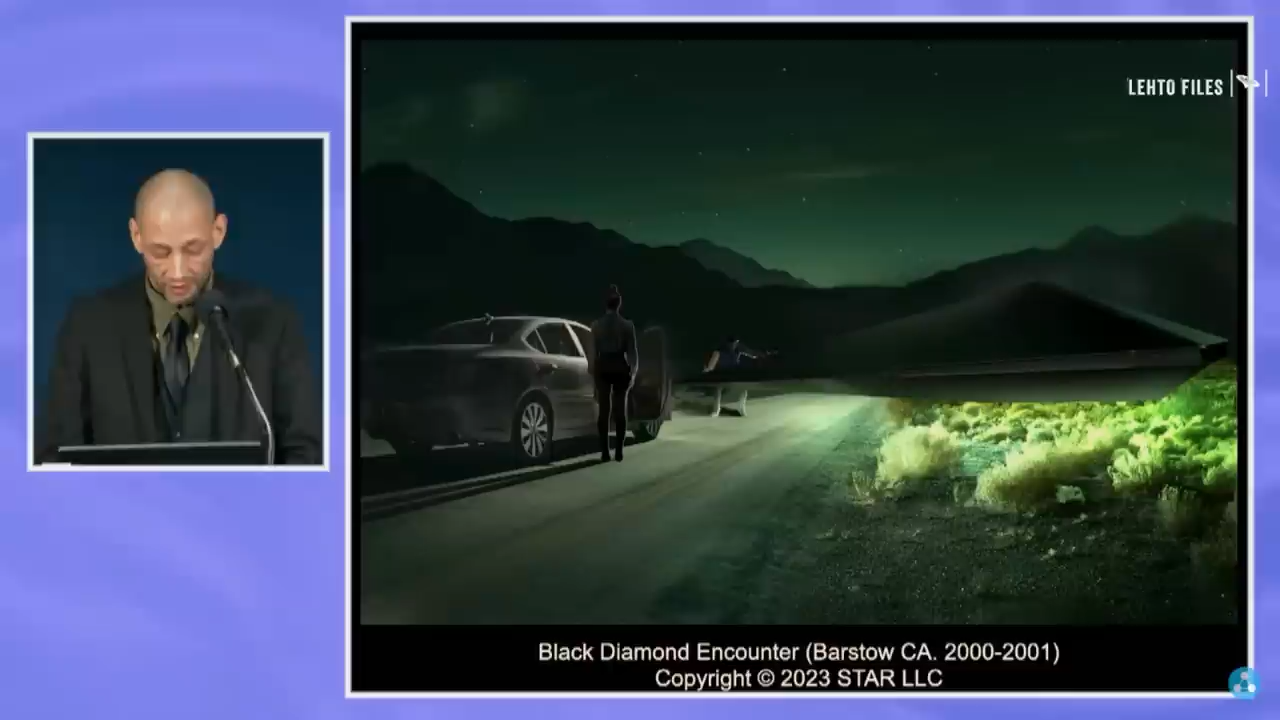 LEHTO FILES
Black Diamond Encounter (Barstow CA. 2000-2001)
Copyright © 2023 STAR LLC